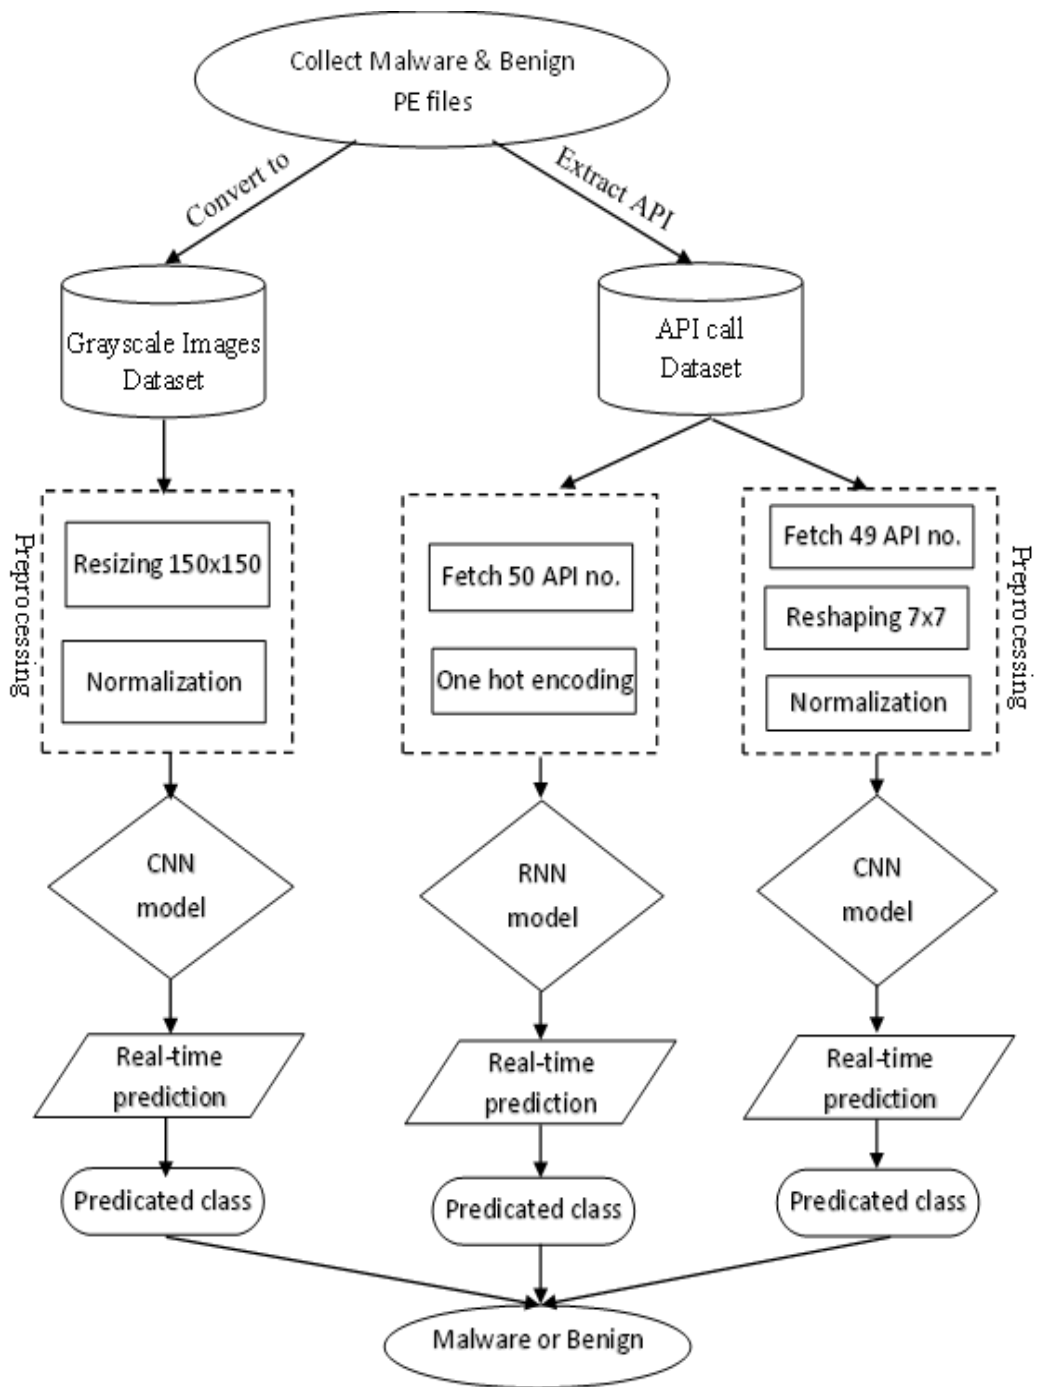 Collect Malware & Benign
PE files
Convert to
Extract API
Grayscale Images
Dataset
API call
Dataset
Preprocessing
Resizing 150x150
Normalization
Fetch 50 API no.
One hot encoding
Fetch 49 API no.
Reshaping 7x7
Normalization
Preprocessing
CNN
model
RNN
model
CNN
model
Real-time
prediction
Real-time
prediction
Real-time
prediction
Predicated class
Predicated class
Predicated class
Malware or Benign